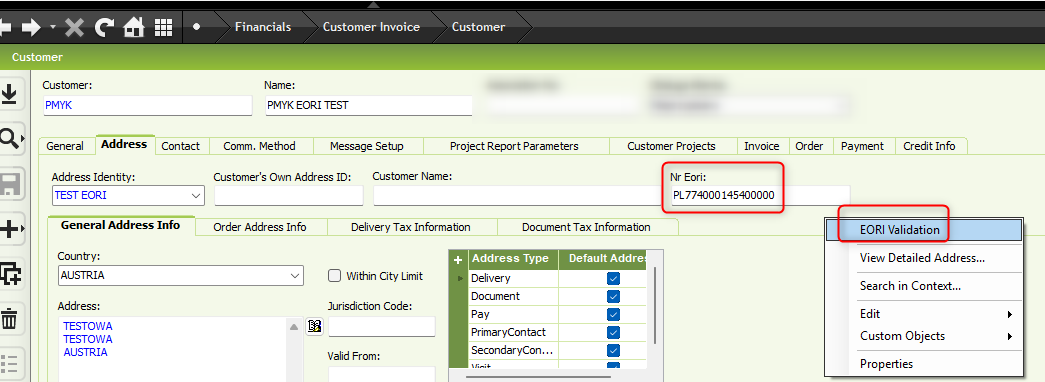 Financials
Customer Invoice
Customer
Customer
Customer:
Name:
PMYK
PMYK EORI TEST
General
Address
Contact
Comm. Method
Message Setup
Project Report Parameters
Customer Projects
Invoice
Order
Payment
Credit Info
Address Identity:
Customer's Own Address ID:
Customer Name:
Nr Eori:
TEST EORI
PL774000145400000
General Address Info
Order Address Info
Delivery Tax Information
Document Tax Information
EORI Validation
View Detailed Address...
Search in Context...
Edit
Custom Objects
Properties
Country:
AUSTRIA
Within City Limit
Address:
TESTOWA
TESTOWA
AUSTRIA
Jurisdiction Code:
Valid From:
Address Type
Default Addre
Delivery
Document
Pay
PrimaryContact
SecondaryCon...
Visit